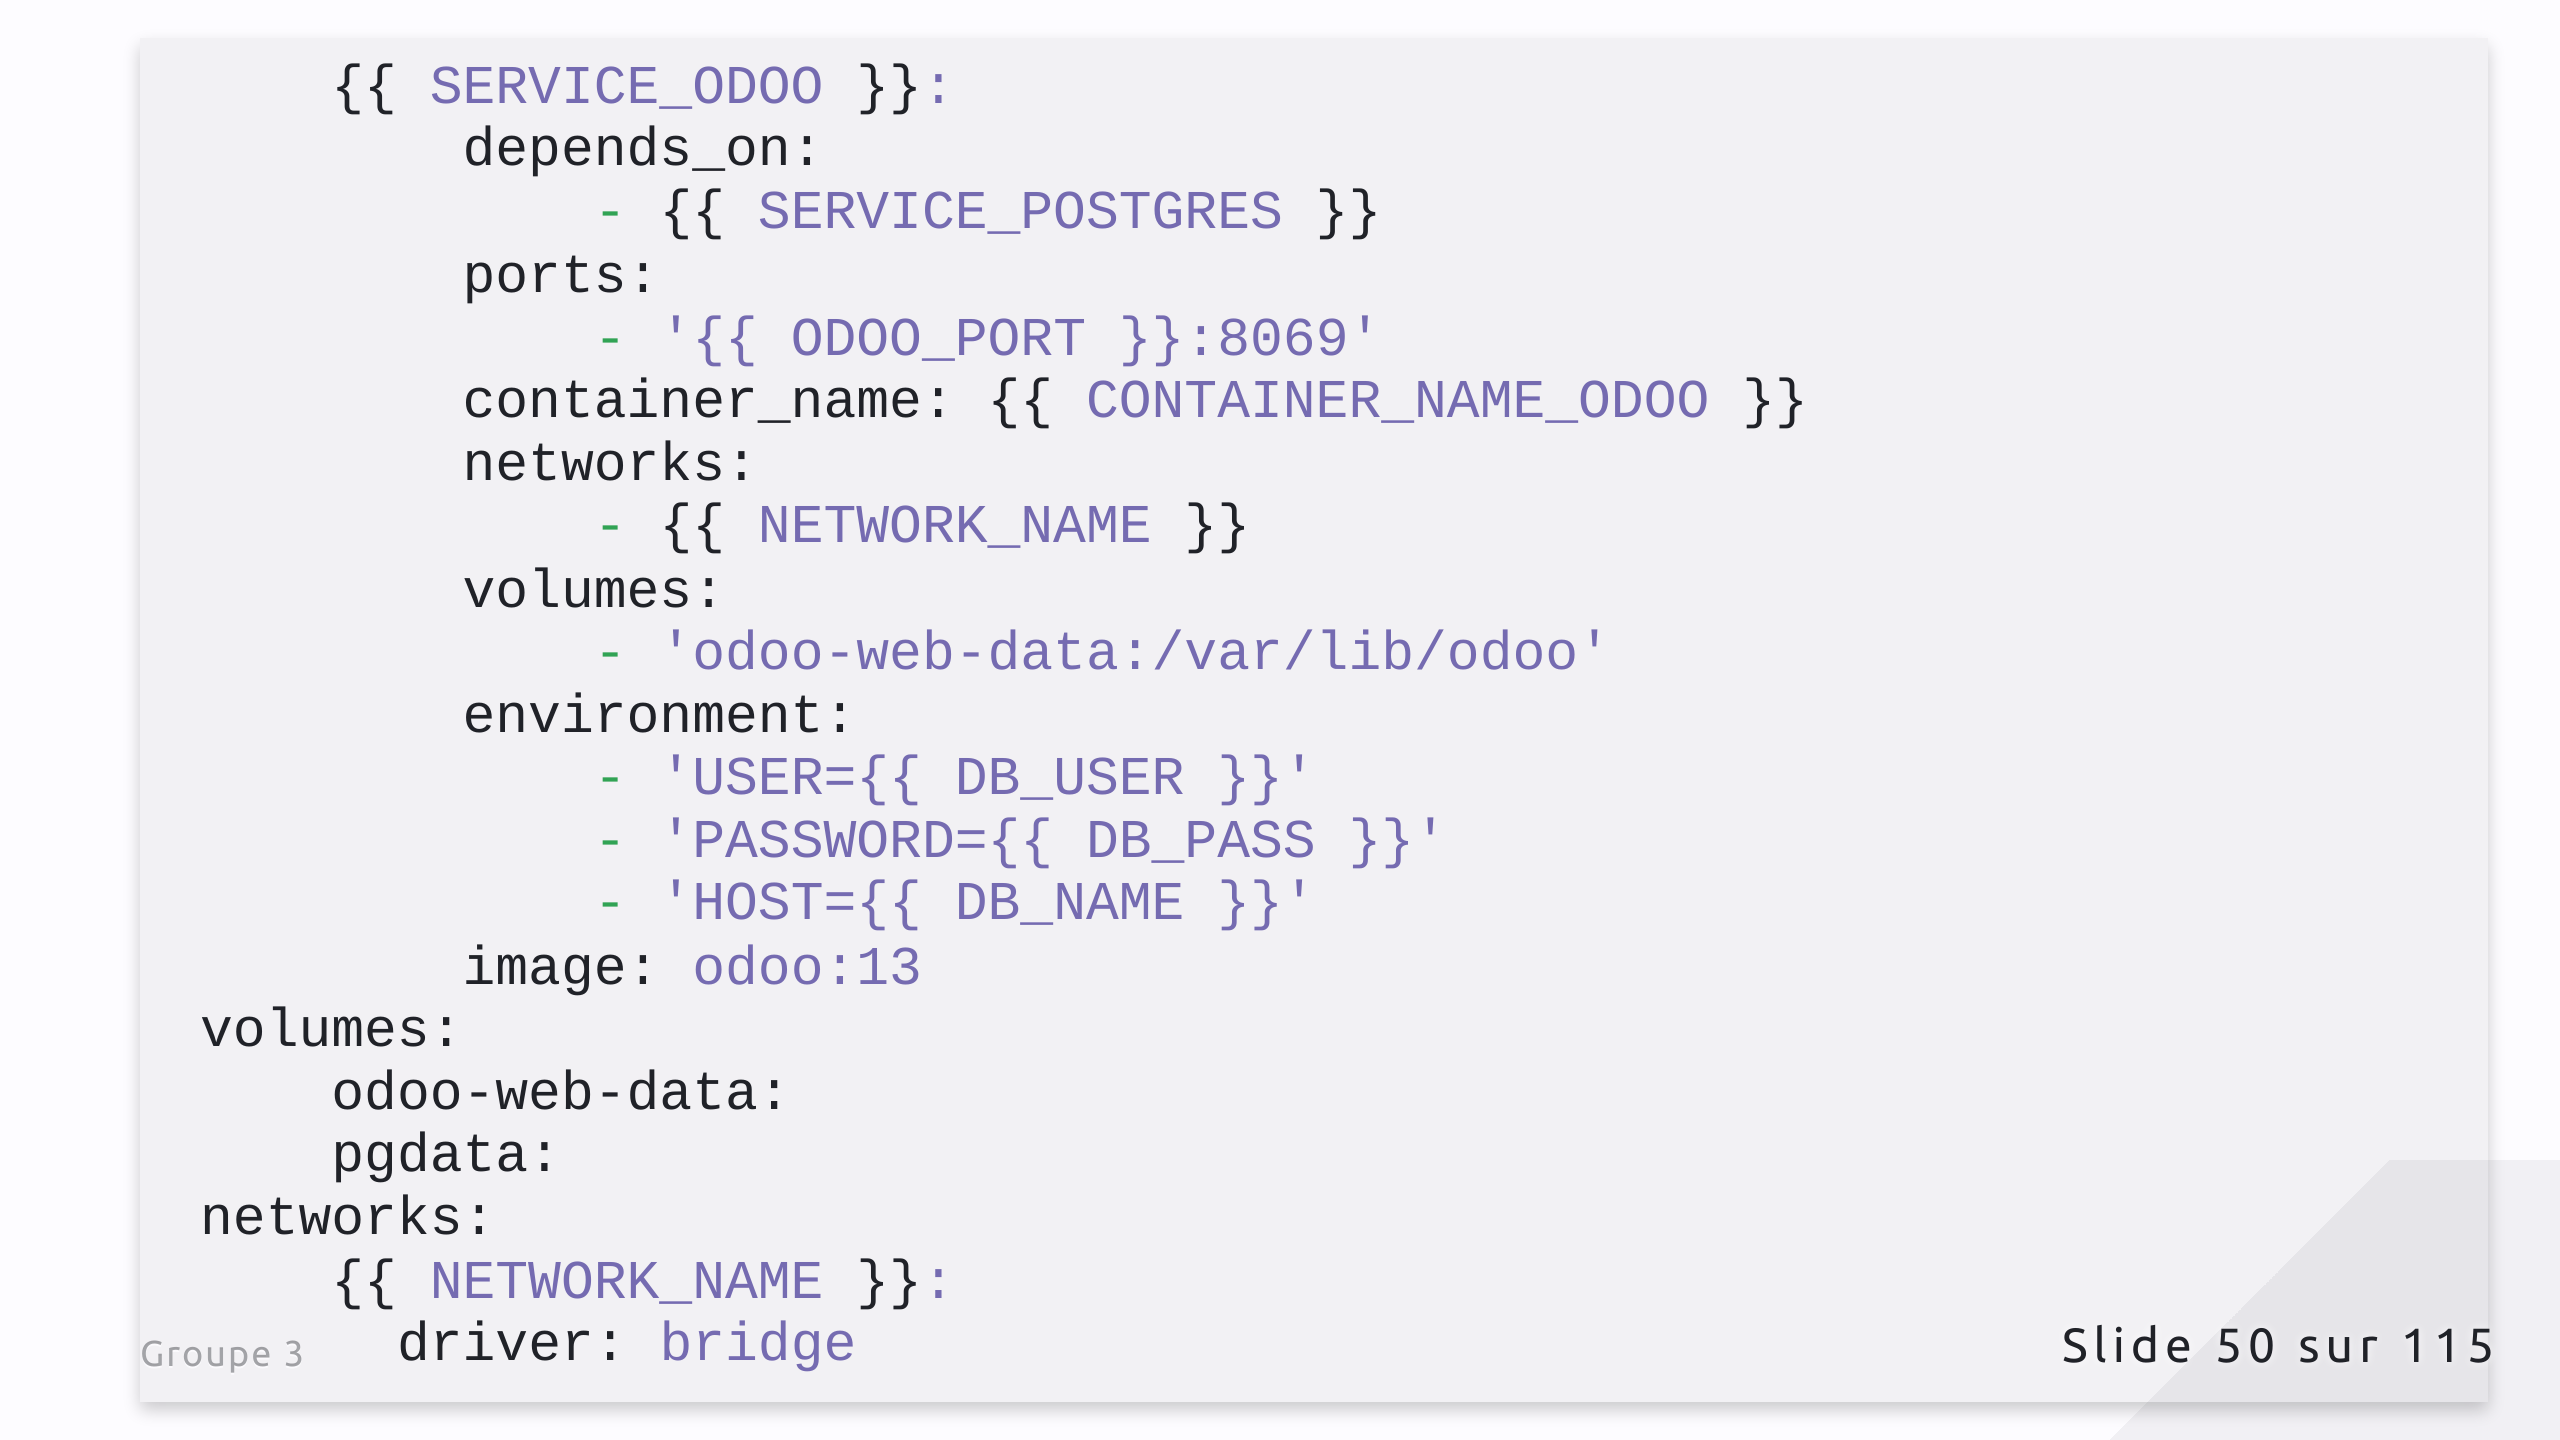 {{ SERVICE_ODOO }}:
depends_on:
- {{ SERVICE_POSTGRES }}
ports:
- '{{ ODOO_PORT }}:8069'
container_name: {{ CONTAINER_NAME_ODOO }}
networks:
- {{ NETWORK_NAME }}
volumes:
- 'odoo-web-data:/var/lib/odoo'
environment:
- 'USER={{ DB_USER }}'
- 'PASSWORD={{ DB_PASS }}'
- 'HOST={{ DB_NAME }}'
image: odoo:13
volumes:
odoo-web-data:
pgdata:
networks:
{{ NETWORK_NAME }}:
driver: bridge
Groupe 3
Slide 50 sur 115